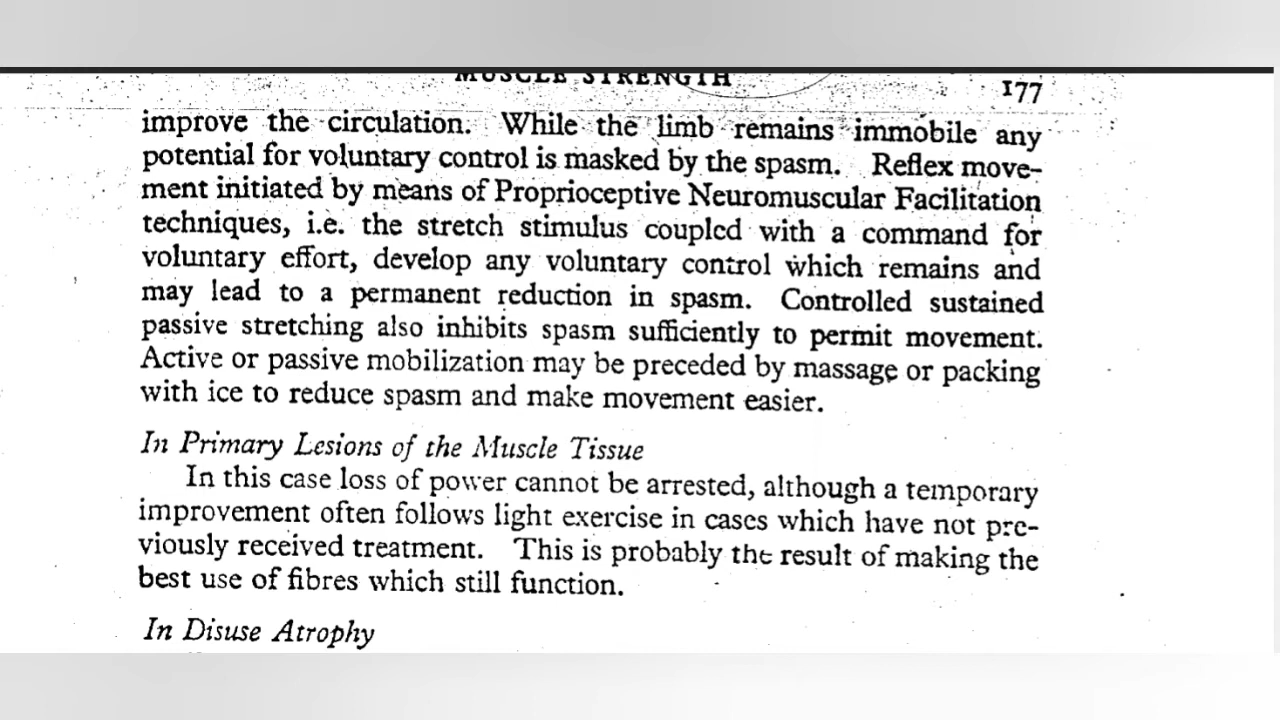 MUSCLE STRENGTH 177
improve the circulation. While the limb remains immobile any
potential for voluntary control is masked by the spasm. Reflex move-
ment initiated by means of Proprioceptive Neuromuscular Facilitation
techniques, i.e. the stretch stimulus coupled with a command for
voluntary effort, develop any voluntary control which remains and
may lead to a permanent reduction in spasm. Controlled sustained
passive stretching also inhibits spasm sufficiently to permit movement.
Active or passive mobilization may be preceded by massage or packing
with ice to reduce spasm and make movement easier.
In Primary Lesions of the Muscle Tissue
In this case loss of power cannot be arrested, although a temporary
improvement often follows light exercise in cases which have not pre-
viously received treatment. This is probably the result of making the
best use of fibres which still function.
In Disuse Atrophy